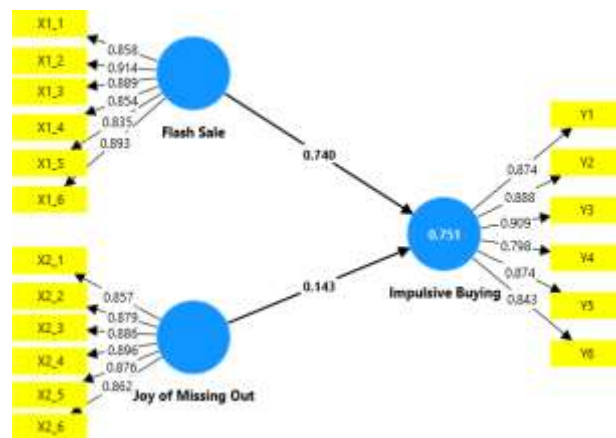 X1_1
X1_2
X1_3
X1_4
X1_5
X1_6
0.858
0.914
0.889
0.854
0.835
0.893
Flash Sale
0.740
X2_1
X2_2
X2_3
X2_4
X2_5
X2_6
0.857
0.879
0.886
0.896
0.876
0.862
Joy of Missing Out
0.143
0.751
Impulsive Buying
0.874
0.888
0.909
0.798
0.874
0.843
Y1
Y2
Y3
Y4
Y5
Y6